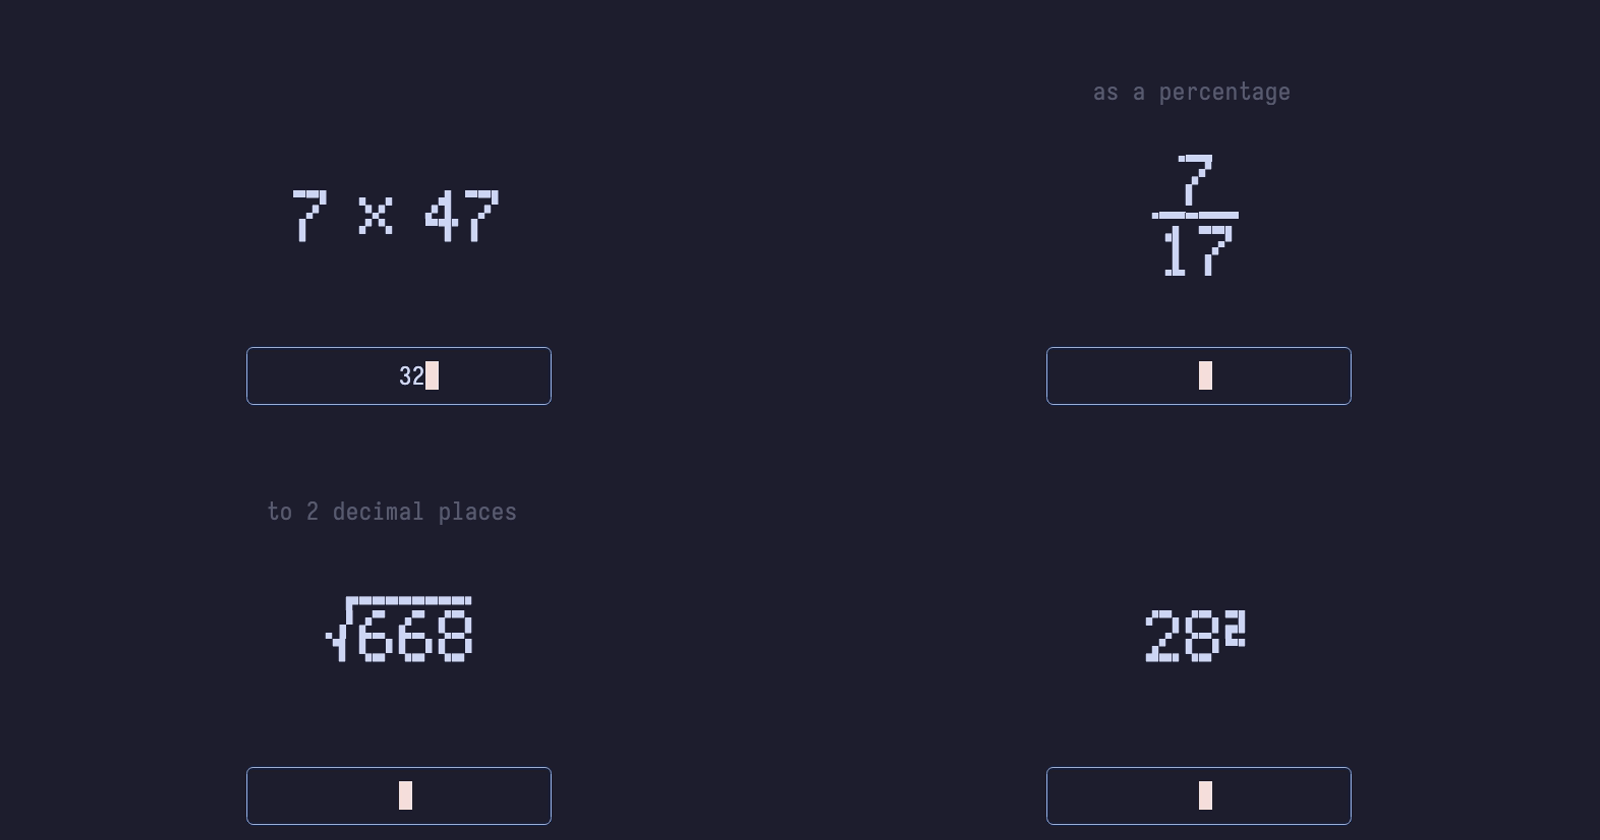 7 x 47
32
as a percentage
7
17
to 2 decimal places
√668
28²